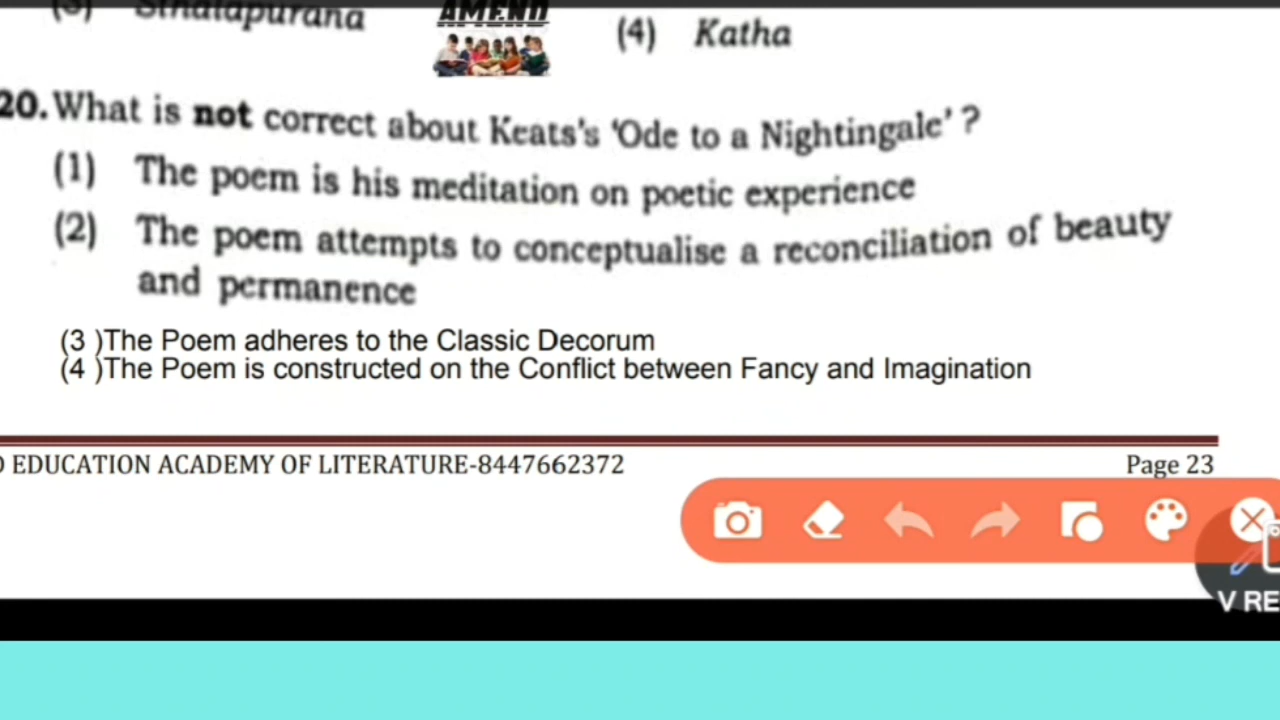 (3) Sthalapurana
AMEND
(4) Katha
20. What is not correct about Keats's 'Ode to a Nightingale' ?
(1) The poem is his meditation on poetic experience
(2) The poem attempts to conceptualise a reconciliation of beauty
and permanence
(3 )The Poem adheres to the Classic Decorum
(4 )The Poem is constructed on the Conflict between Fancy and Imagination
EDUCATION ACADEMY OF LITERATURE-8447662372
Page 23
V RE